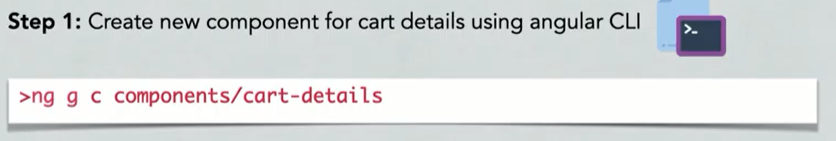 Step 1: Create new component for cart details using angular CLI
>_
>ng g c components/cart-details